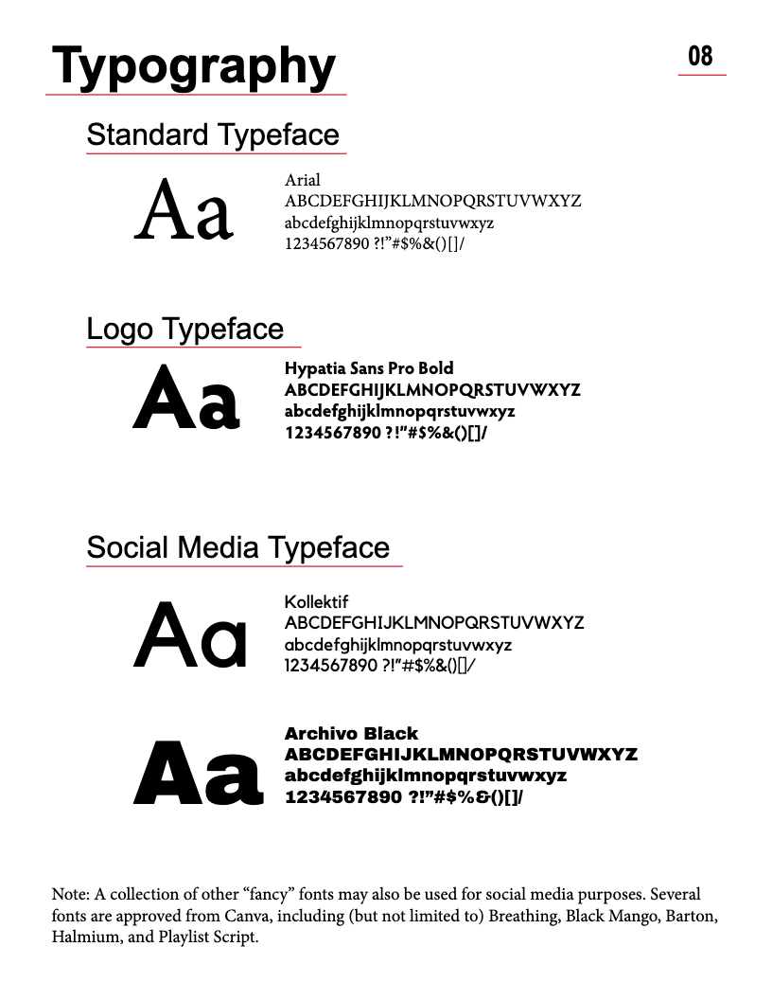 Typography
08
Standard Typeface
Aa
Arial
ABCDEFGHIJKLMNOPQRSTUVWXYZ
abcdefghijklmnopqrstuvwxyz
1234567890 ?!”#$%&()[]/
Logo Typeface
Aa
Hypatia Sans Pro Bold
ABCDEFGHIJKLMNOPQRSTUVWXYZ
abcdefghijklmnopqrstuvwxyz
1234567890 ?!”#$%&()[]/
Social Media Typeface
Aa
Kollektif
ABCDEFGHIJKLMNOPQRSTUVWXYZ
abcdefghijklmnopqrstuvwxyz
1234567890 ?!”#$%&()[]/
Aa
Archivo Black
ABCDEFGHIJKLMNOPQRSTUVWXYZ
abcdefghijklmnopqrstuvwxyz
1234567890 ?!”#$%&()[]/
Note: A collection of other “fancy” fonts may also be used for social media purposes. Several
fonts are approved from Canva, including (but not limited to) Breathing, Black Mango, Barton,
Halmium, and Playlist Script.